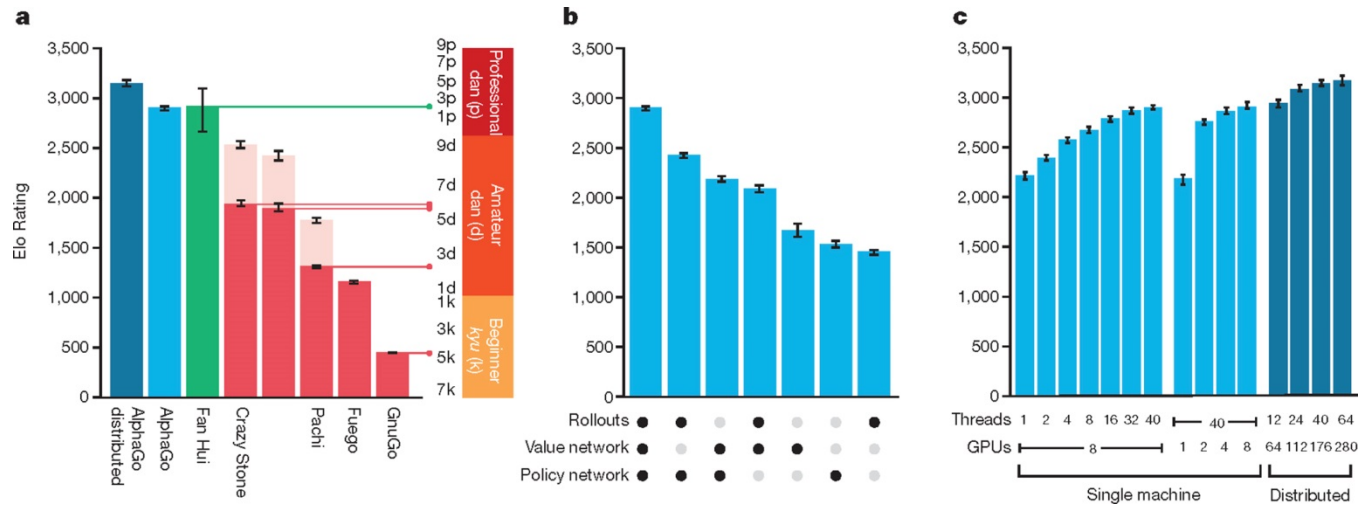 a
Elo Rating
3,500
3,000
2,500
2,000
1,500
1,000
500
0
AlphaGo
distributed
AlphaGo
Fan Hui
Crazy Stone
Pachi
Fuego
GnuGo
9p
7p
5p
3p
1p
9d
7d
5d
3d
1d
1k
3k
5k
7k
Professional
dan (p)
Amateur
dan (d)
Beginner
kyu (k)
b
3,500
3,000
2,500
2,000
1,500
1,000
500
0
Rollouts
Value network
Policy network
c
3,500
3,000
2,500
2,000
1,500
1,000
500
0
Threads 1 2 4 8 16 32 40 40 12 24 40 64
GPUs 8 1 2 4 8 64 112 176 280
Single machine Distributed